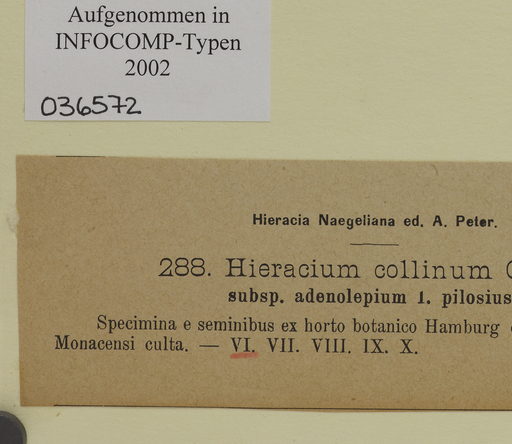 Aufgenommen in
INFOCOMP-Typen
2002
036572
Hieracia Naegeliana ed. A. Peter.
288. Hieracium collinum
subsp. adenolepium 1. pilosius
Specimina e seminibus ex horto botanico Hamburg
Monacensi culta. — VI. VII. VIII. IX. X.